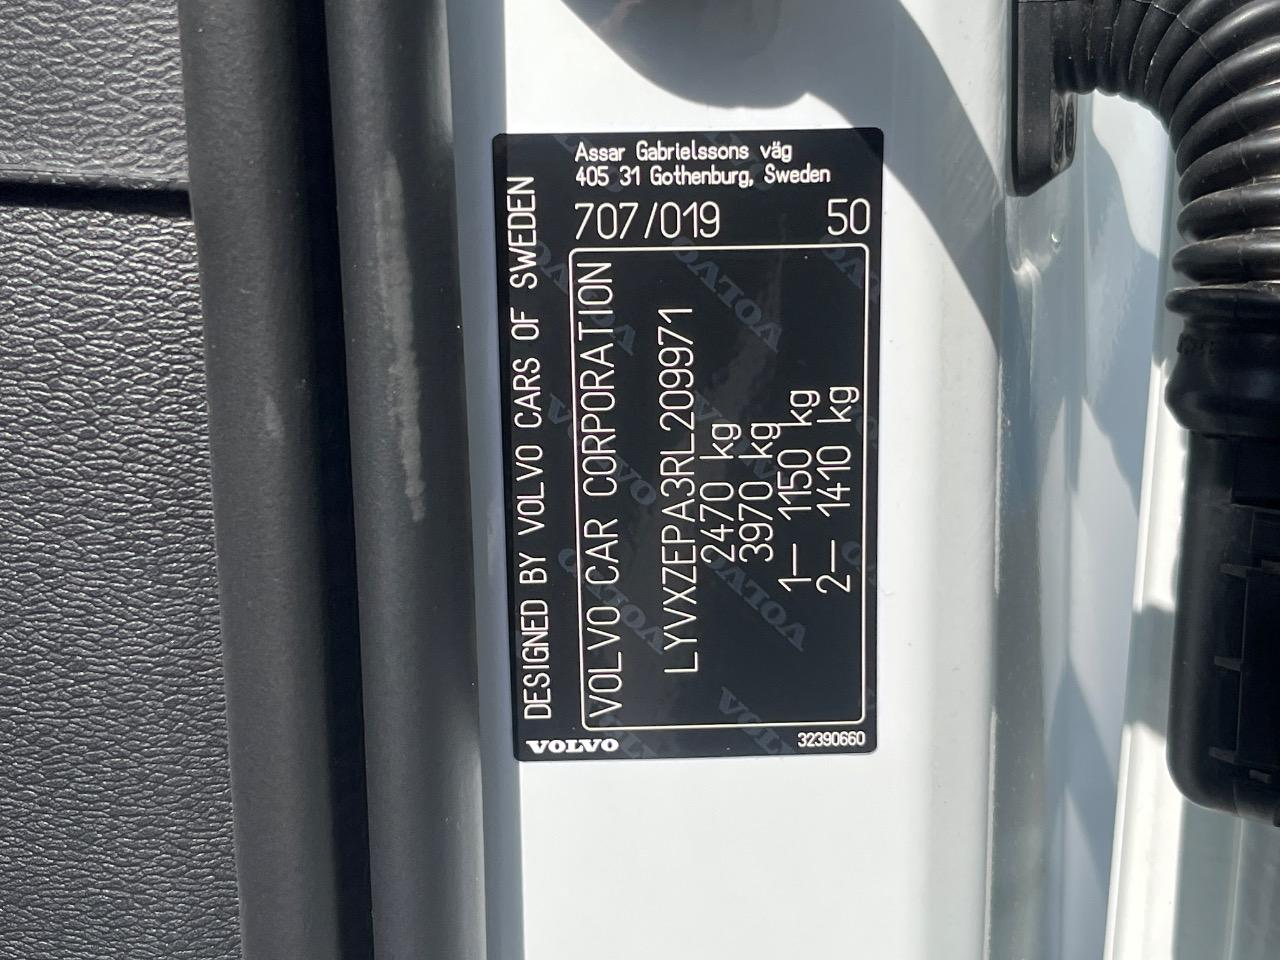 Assar Gabrielssons väg
405 31 Gothenburg, Sweden
707/019 50
DESIGNED BY VOLVO CARS OF SWEDEN
VOLVO CAR CORPORATION
LYVXZEPA3RL209971
2470 kg
3970 kg
1— 1150 kg
2— 1410 kg
VOLVO
32390660